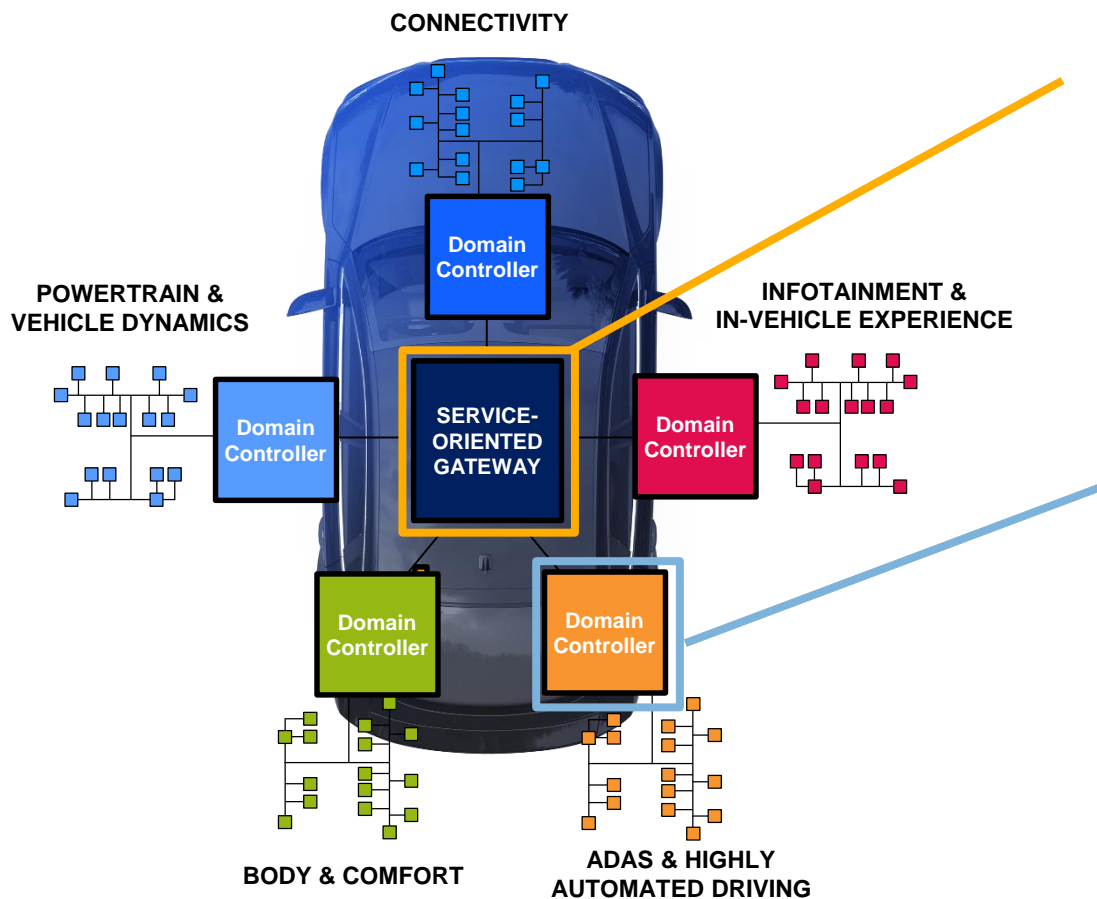 CONNECTIVITY
Domain
Controller
POWERTRAIN &
VEHICLE DYNAMICS
INFOTAINMENT &
IN-VEHICLE EXPERIENCE
Domain
Controller
SERVICE-
ORIENTED
GATEWAY
Domain
Controller
Domain
Controller
Domain
Controller
BODY & COMFORT
ADAS & HIGHLY
AUTOMATED DRIVING